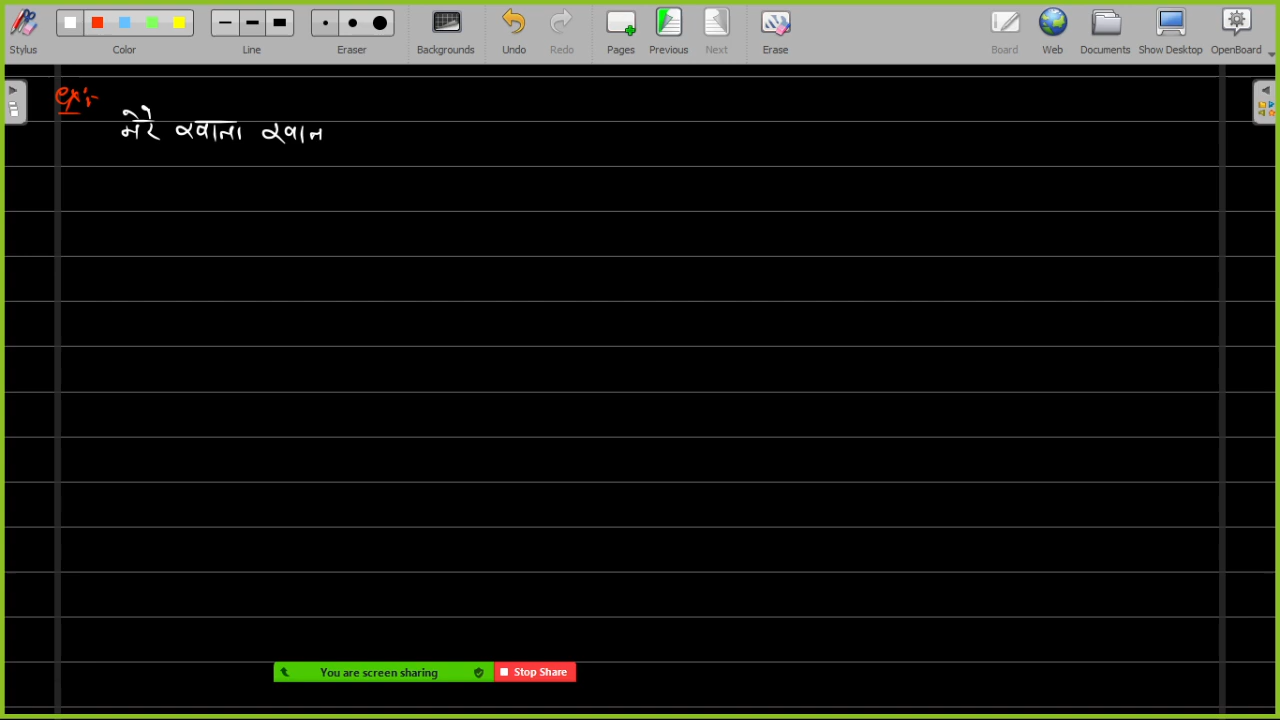 Stylus Color Line Eraser Backgrounds Undo Redo Pages Previous Next Erase Board Web Documents Show Desktop OpenBoard
ex:-
मेरे खाना खान
You are screen sharing Stop Share